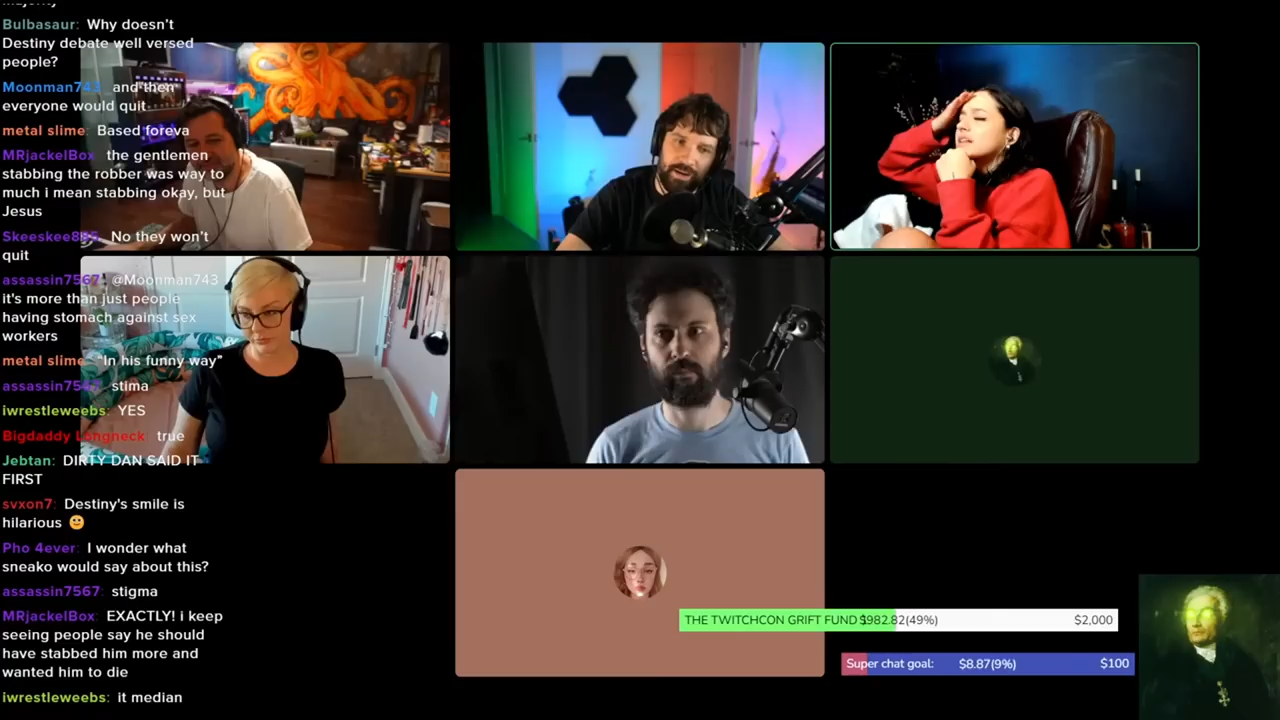 Bulbasaur: Why doesn't
Destiny debate well versed
people?
Moonman743 and then
everyone would quit
metal slime: Based foreva
MRjackelBox the gentlemen
stabbing the robber was way to
much i mean stabbing okay, but
Jesus
No they won't
quit
assassin7567: @Moonman743
it's more than just people
having stomach against sex
workers
metal slime: "In his funny way"
assassin7567: stima
iwrestleweebs: YES
Bigdaddy Longneck: true
Jebtan: DIRTY DAN SAID IT
FIRST
svxon7: Destiny's smile is
hilarious
Pho 4ever: I wonder what
sneako would say about this?
assassin7567: stigma
MRjackelBox: EXACTLY! i keep
seeing people say he should
have stabbed him more and
wanted him to die
iwrestleweebs: it median
THE TWITCHCON GRIFT FUND $982.82(49%) $2,000
Super chat goal: $8.87(9%) $100